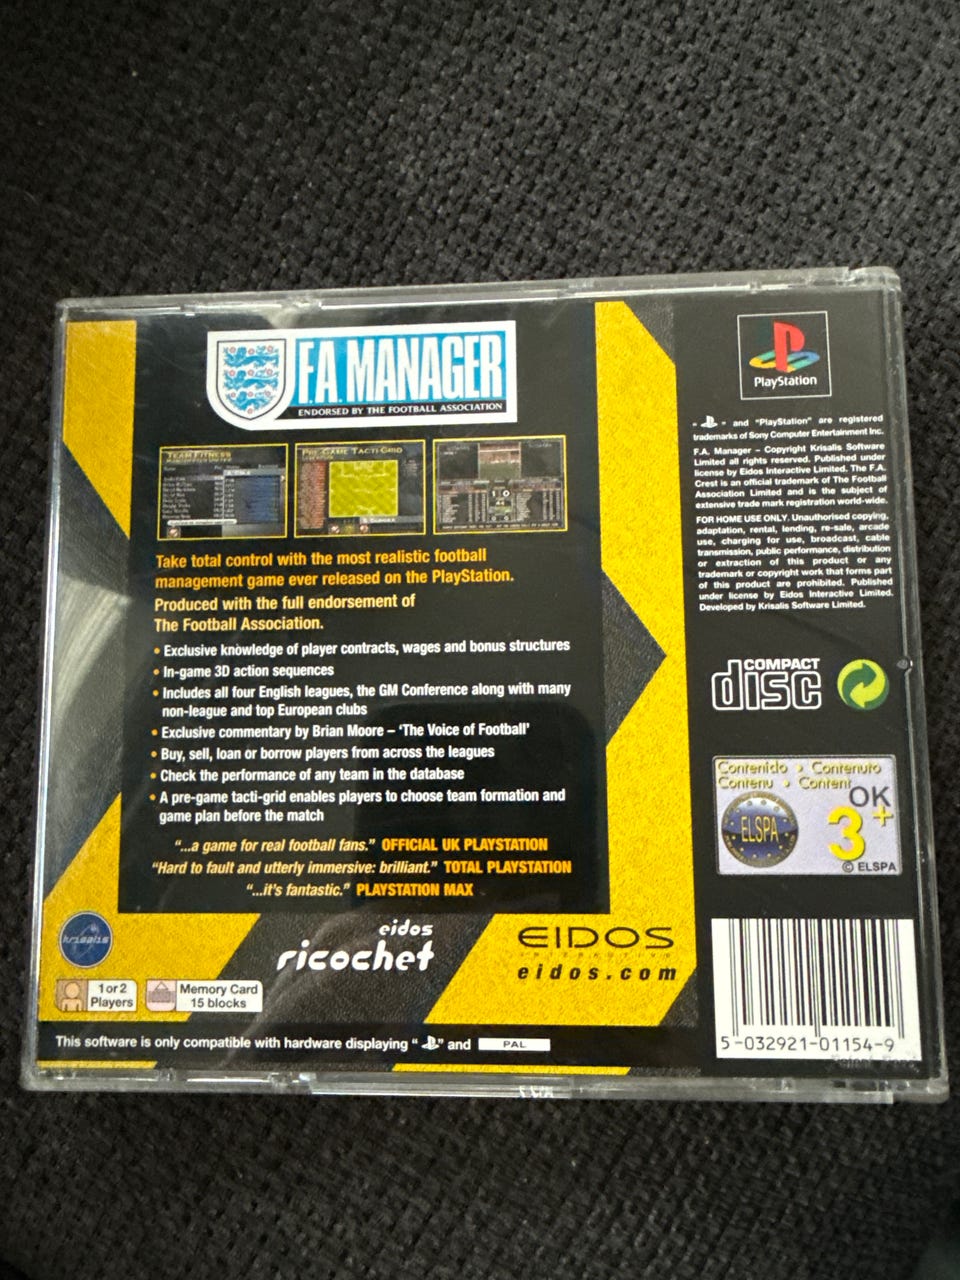 F.A. MANAGER
ENDORSED BY THE FOOTBALL ASSOCIATION
TEAM FITNESS
PRE-GAME TACTI-GRID
Take total control with the most realistic football
management game ever released on the PlayStation.
Produced with the full endorsement of
The Football Association.
• Exclusive knowledge of player contracts, wages and bonus structures
• In-game 3D action sequences
• Includes all four English leagues, the GM Conference along with many
non-league and top European clubs
• Exclusive commentary by Brian Moore – ‘The Voice of Football’
• Buy, sell, loan or borrow players from across the leagues
• Check the performance of any team in the database
• A pre-game tacti-grid enables players to choose team formation and
game plan before the match
“...a game for real football fans.” OFFICIAL UK PLAYSTATION
“Hard to fault and utterly immersive: brilliant.” TOTAL PLAYSTATION
“...it’s fantastic.” PLAYSTATION MAX
krisalis
eidos
ricochet
EIDOS
INTERACTIVE
eidos.com
1 or 2
Players
Memory Card
15 blocks
This software is only compatible with hardware displaying “ ” and PAL
PlayStation
“ ” and “PlayStation” are registered
trademarks of Sony Computer Entertainment Inc.
F.A. Manager – Copyright Krisalis Software
Limited all rights reserved. Published under
license by Eidos Interactive Limited. The F.A.
Crest is an official trademark of The Football
Association Limited and is the subject of
extensive trade mark registration world-wide.
FOR HOME USE ONLY. Unauthorised copying,
adaptation, rental, lending, re-sale, arcade
use, charging for use, broadcast, cable
transmission, public performance, distribution
or extraction of this product or any
trademark or copyright work that forms part
of this product are prohibited. Published
under license by Eidos Interactive Limited.
Developed by Krisalis Software Limited.
COMPACT
disc
Contenido • Contenuto
Contenu • Content
OK
ELSPA
3+
© ELSPA
5-032921-01154-9